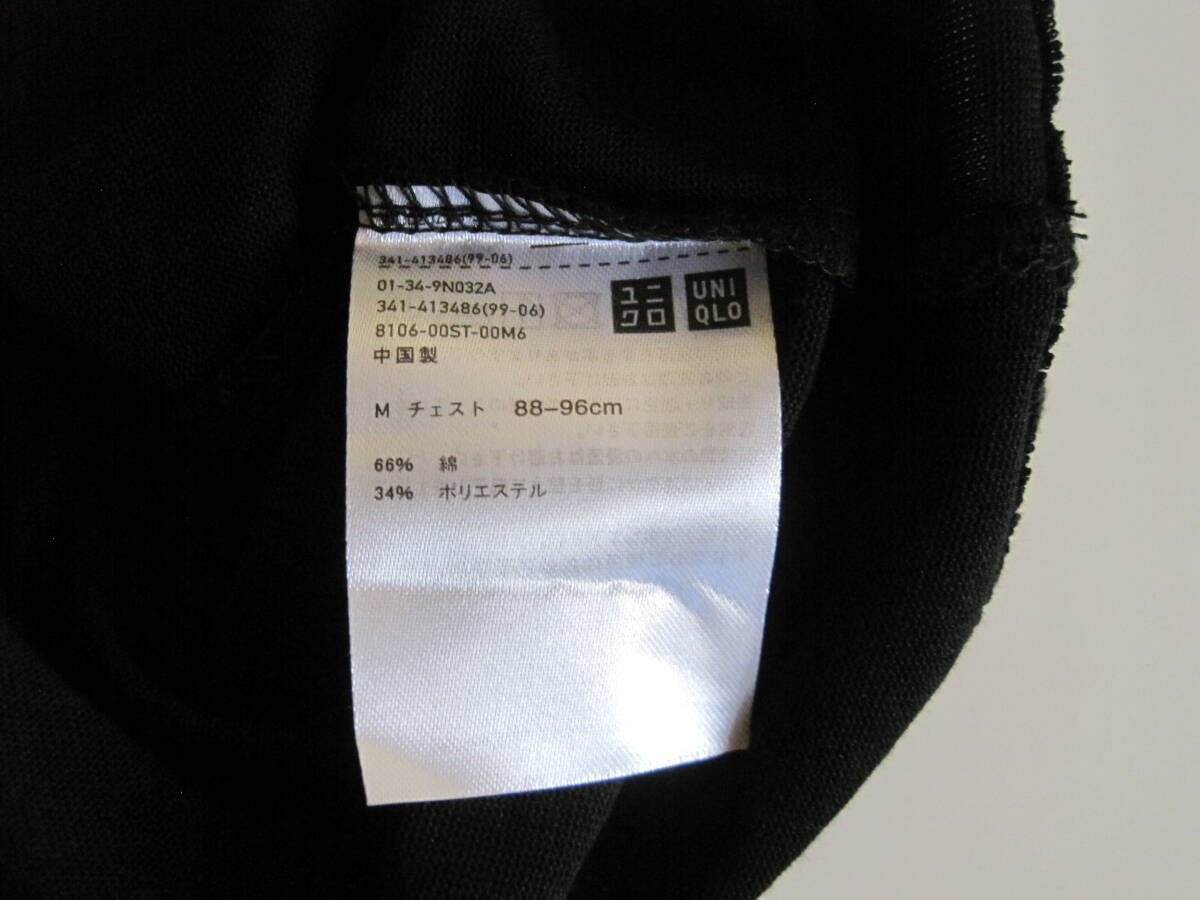 341-413486(99-06)
01-34-9N032A
341-413486(99-06)
8106-00ST-00M6
中国製
ユニ
クロ
UNI
QLO
M チェスト 88-96cm
66% 綿
34% ポリエステル